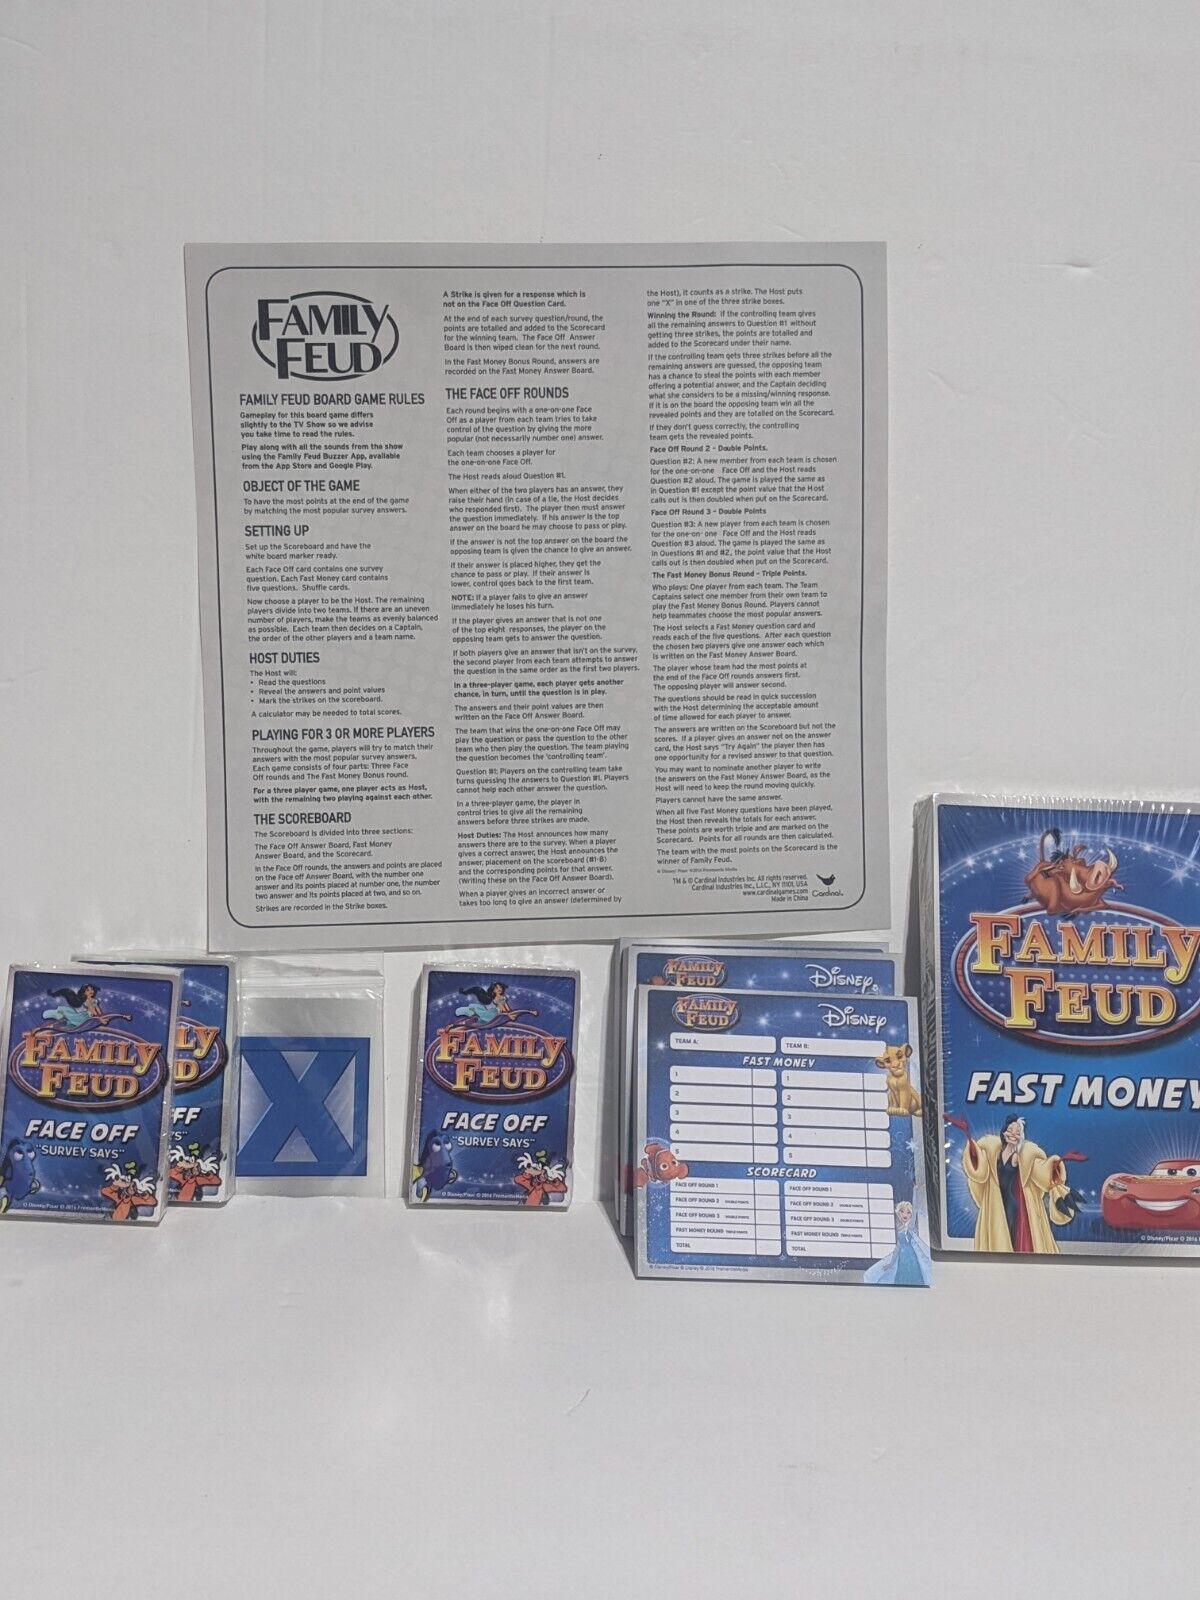 FAMILY
FEUD
FAMILY FEUD BOARD GAME RULES
Gameplay for this board game differs
slightly to the TV Show so we advise
you take time to read the rules.
Play along with all the sounds from the show
using the Family Feud Buzzer App, available
from the App Store and Google Play.
OBJECT OF THE GAME
To have the most points at the end of the game
by matching the most popular survey answers.
SETTING UP
Set up the Scoreboard and have the
white board marker ready.
Each Face Off card contains one survey
question. Each Fast Money card contains
five questions. Shuffle cards.
Now choose a player to be the Host. The remaining
players divide into two teams. If there are an uneven
number of players, make the teams as evenly balanced
as possible. Each team then decides on a Captain,
the order of the other players and a team name.
HOST DUTIES
The Host will:
• Read the questions
• Reveal the answers and point values
• Mark the strikes on the scoreboard.
A calculator may be needed to total scores.
PLAYING FOR 3 OR MORE PLAYERS
Throughout the game, players will try to match their
answers with the most popular survey answers.
Each game consists of four parts: Three Face
Off rounds and The Fast Money Bonus round.
For a three player game, one player acts as Host,
with the remaining two playing against each other.
THE SCOREBOARD
The Scoreboard is divided into three sections:
The Face Off Answer Board, Fast Money
Answer Board, and the Scorecard.
In the Face Off rounds, the answers and points are placed
on the Face off Answer Board, with the number one
answer and its points placed at number one, the number
two answer and its points placed at two, and so on.
Strikes are recorded in the Strike boxes.
A Strike is given for a response which is
not on the Face Off Question Card.
At the end of each survey question/round, the
points are totalled and added to the Scorecard
for the winning team. The Face Off Answer
Board is then wiped clean for the next round.
In the Fast Money Bonus Round, answers are
recorded on the Fast Money Answer Board.
THE FACE OFF ROUNDS
Each round begins with a one-on-one Face
Off as a player from each team tries to take
control of the question by giving the more
popular (not necessarily number one) answer.
Each team chooses a player for
the one-on-one Face Off.
The Host reads aloud Question #1.
When either of the two players has an answer, they
raise their hand (in case of a tie, the Host decides
who responded first). The player then must answer
the question immediately. If his answer is the top
answer on the board he may choose to pass or play.
If the answer is not the top answer on the board the
opposing team is given the chance to give an answer.
If their answer is placed higher, they get the
chance to pass or play. If their answer is
lower, control goes back to the first team.
NOTE: If a player fails to give an answer
immediately he loses his turn.
If the player gives an answer that is not one
of the top eight responses, the player on the
opposing team gets to answer the question.
If both players give an answer that isn't on the survey,
the second player from each team attempts to answer
the question in the same order as the first two players.
In a three-player game, each player gets another
chance, in turn, until the question is in play.
The answers and their point values are then
written on the Face Off Answer Board.
The team that wins the one-on-one Face Off may
play the question or pass the question to the other
team who then play the question. The team playing
the question becomes the 'controlling team'.
Question #1: Players on the controlling team take
turns guessing the answers to Question #1. Players
cannot help each other answer the question.
In a three-player game, the player in
control tries to give all the remaining
answers before three strikes are made.
Host Duties: The Host announces how many
answers there are to the survey. When a player
gives a correct answer, the Host announces the
answer, placement on the scoreboard (#1-8)
and the corresponding points for that answer.
(Writing these on the Face Off Answer Board).
When a player gives an incorrect answer or
takes too long to give an answer (determined by
the Host), it counts as a strike. The Host puts
one "X" in one of the three strike boxes.
Winning the Round: If the controlling team gives
all the remaining answers to Question #1 without
getting three strikes, the points are totalled and
added to the Scorecard under their name.
If the controlling team gets three strikes before all the
remaining answers are guessed, the opposing team
has a chance to steal the points with each member
offering a potential answer, and the Captain deciding
what she considers to be a missing/winning response.
If it is on the board the opposing team win all the
revealed points and they are totalled on the Scorecard.
If they don't guess correctly, the controlling
team gets the revealed points.
Face Off Round 2 - Double Points.
Question #2: A new member from each team is chosen
for the one-on-one Face Off and the Host reads
Question #2 aloud. The game is played the same as
in Question #1 except the point value that the Host
calls out is then doubled when put on the Scorecard.
Face Off Round 3 - Double Points
Question #3: A new player from each team is chosen
for the one-on-one Face Off and the Host reads
Question #3 aloud. The game is played the same as
in Questions #1 and #2, the point value that the Host
calls out is then doubled when put on the Scorecard.
The Fast Money Bonus Round - Triple Points.
Who plays: One player from each team. The Team
Captains select one member from their own team to
play the Fast Money Bonus Round. Players cannot
help teammates choose the most popular answers.
The Host selects a Fast Money question card and
reads each of the five questions. After each question
the chosen two players give one answer each which
is written on the Fast Money Answer Board.
The player whose team had the most points at
the end of the Face Off rounds answers first.
The opposing player will answer second.
The questions should be read in quick succession
with the Host determining the acceptable amount
of time allowed for each player to answer.
The answers are written on the Scoreboard but not the
scores. If a player gives an answer not on the answer
card, the Host says "Try Again" the player then has
one opportunity for a revised answer to that question.
You may want to nominate another player to write
the answers on the Fast Money Answer Board, as the
Host will need to keep the round moving quickly.
Players cannot have the same answer.
When all five Fast Money questions have been played,
the Host then reveals the totals for each answer.
These points are worth triple and are marked on the
Scorecard. Points for all rounds are then calculated.
The team with the most points on the Scorecard is the
winner of Family Feud.
© Disney/ Pixar © 2016 Fremantle Media
TM & © Cardinal Industries Inc. All rights reserved.
Cardinal Industries Inc., L.I.C., NY 11101, USA
www.cardinalgames.com
Made in China
Cardinal.
FAMILY
FEUD
FACE OFF
"SURVEY SAYS"
© Disney/Pixar © 2016 FremantleMedia
LY
FF
YS"
X
FAMILY
FEUD
FACE OFF
"SURVEY SAYS"
© Disney/Pixar © 2016 FremantleMedia
FAMILY
FEUD
Disney
FAMILY
FEUD
Disney
TEAM A:
TEAM B:
FAST MONEY
1 1
2 2
3 3
4 4
5 5
SCORECARD
FACE OFF ROUND 1 FACE OFF ROUND 1
FACE OFF ROUND 2 DOUBLE POINTS FACE OFF ROUND 2 DOUBLE POINTS
FACE OFF ROUND 3 DOUBLE POINTS FACE OFF ROUND 3 DOUBLE POINTS
FAST MONEY ROUND TRIPLE POINTS FAST MONEY ROUND TRIPLE POINTS
TOTAL TOTAL
© Disney/Pixar © Disney © 2016 FremantleMedia
FAMILY
FEUD
FAST MONEY
© Disney/Pixar © 2016